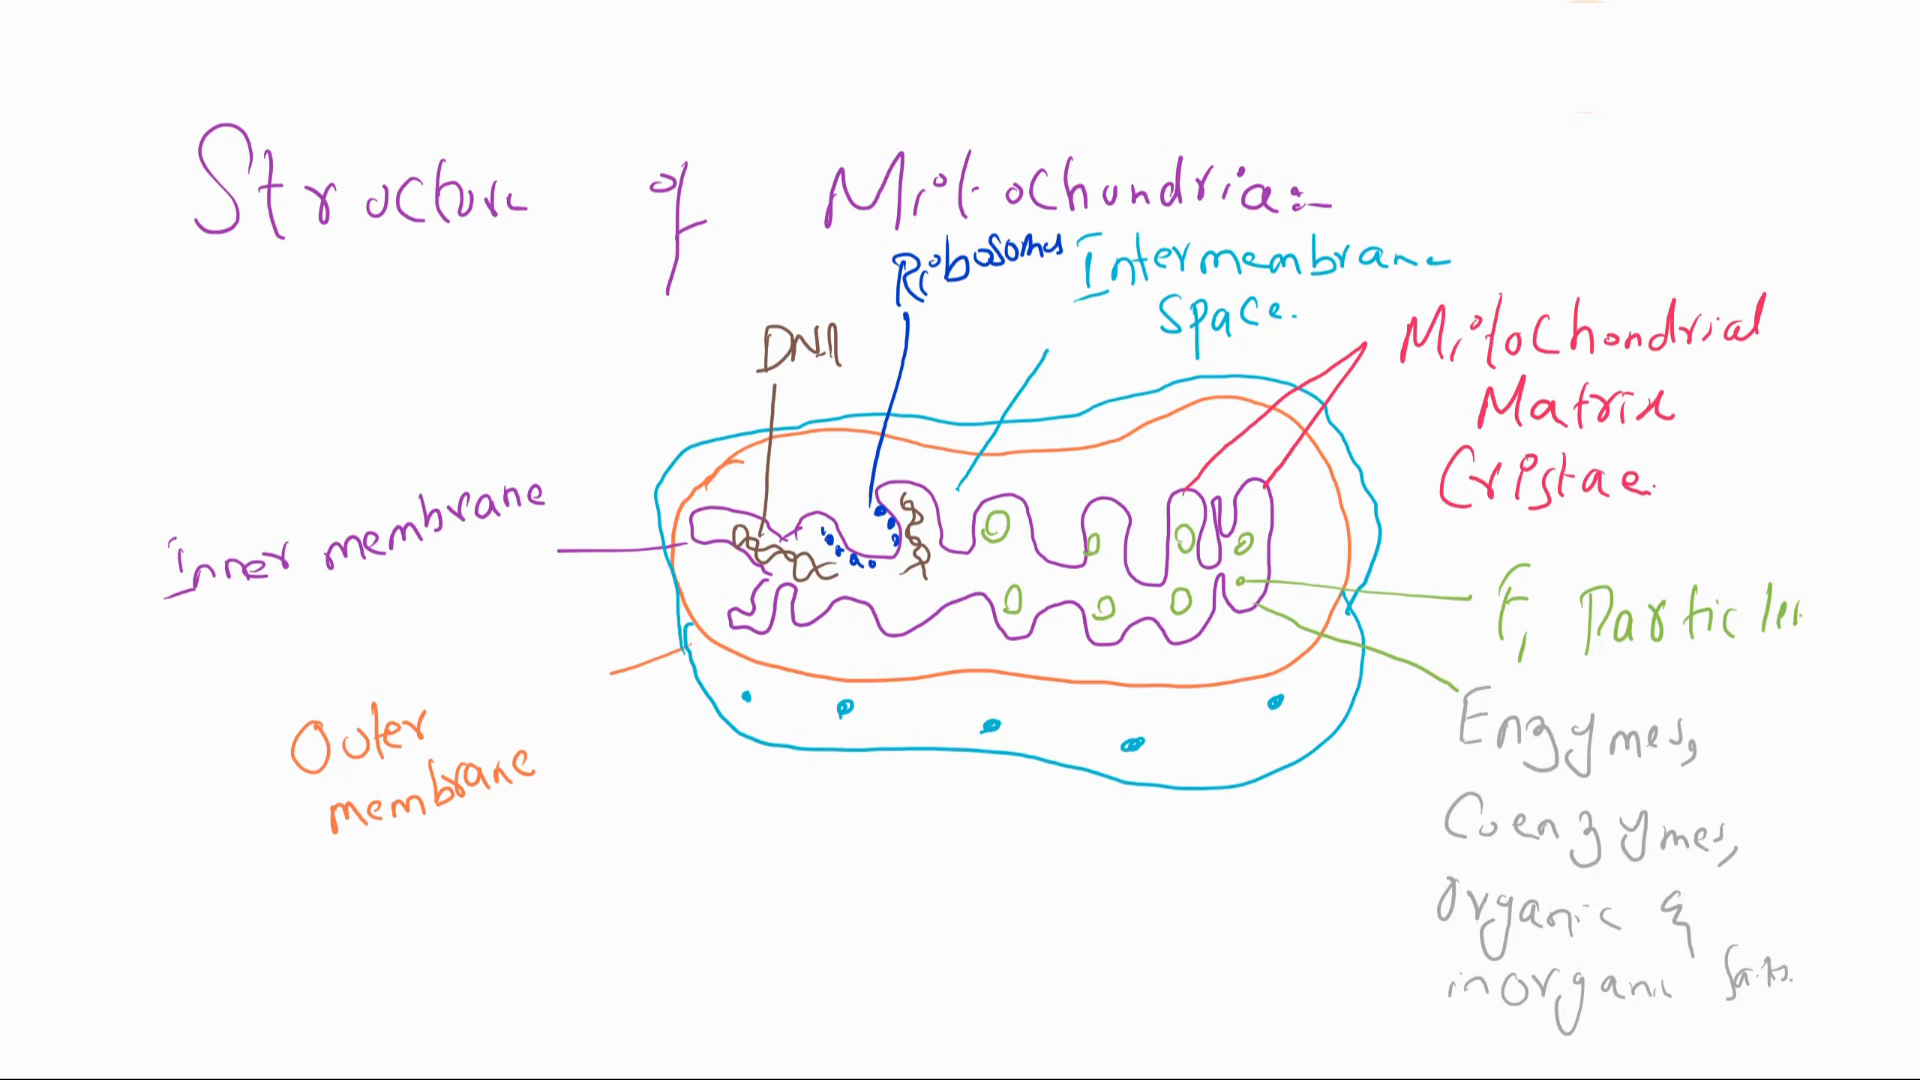 Structure of Mitochondria:-
Ribosomes
Intermembrane
Space.
DNA
Mitochondrial
Matrix
Cristae.
Inner membrane
F1 Particles
Outer
membrane
Enzymes,
Coenzymes,
Organic &
inorganic Salts.